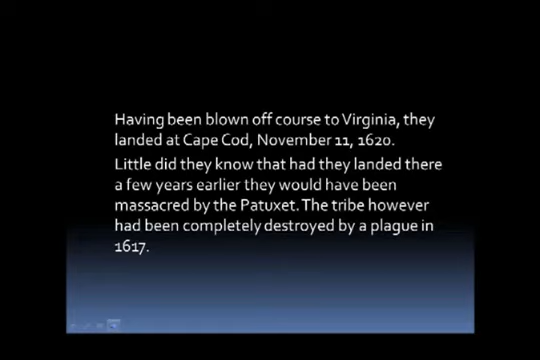 Having been blown off course to Virginia, they
landed at Cape Cod, November 11, 1620.
Little did they know that had they landed there
a few years earlier they would have been
massacred by the Patuxet. The tribe however
had been completely destroyed by a plague in
1617.